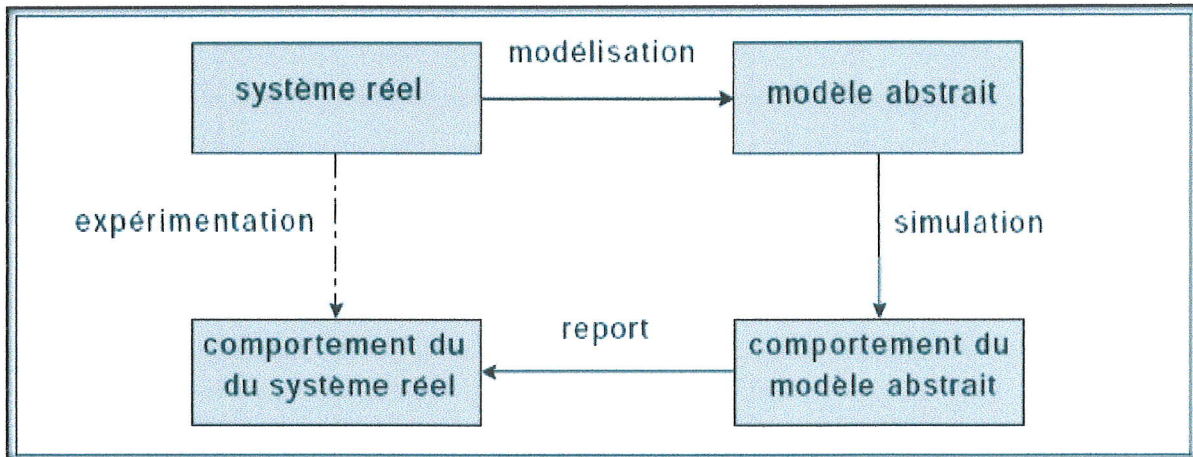 modélisation
système réel
modèle abstrait
expérimentation
simulation
report
comportement du
du système réel
comportement du
modèle abstrait